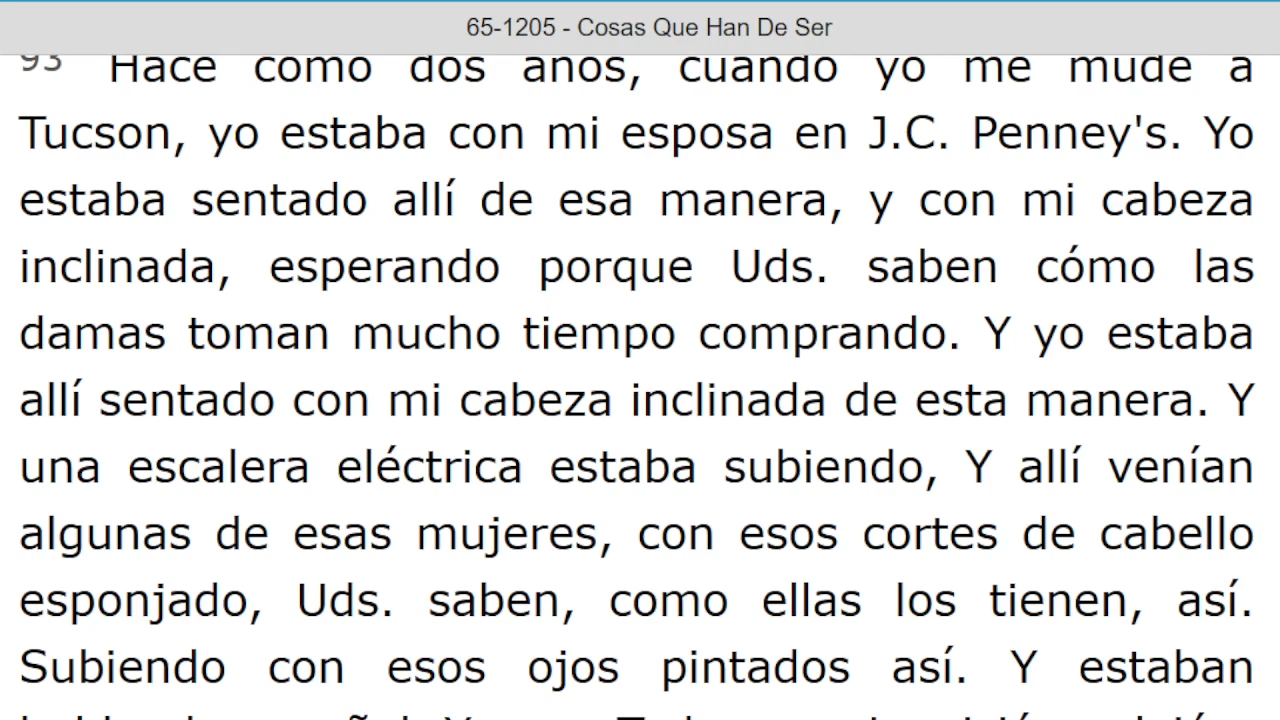 65-1205 - Cosas Que Han De Ser
93 Hace como dos años, cuando yo me mudé a
Tucson, yo estaba con mi esposa en J.C. Penney's. Yo
estaba sentado allí de esa manera, y con mi cabeza
inclinada, esperando porque Uds. saben cómo las
damas toman mucho tiempo comprando. Y yo estaba
allí sentado con mi cabeza inclinada de esta manera. Y
una escalera eléctrica estaba subiendo, Y allí venían
algunas de esas mujeres, con esos cortes de cabello
esponjado, Uds. saben, como ellas los tienen, así.
Subiendo con esos ojos pintados así. Y estaban